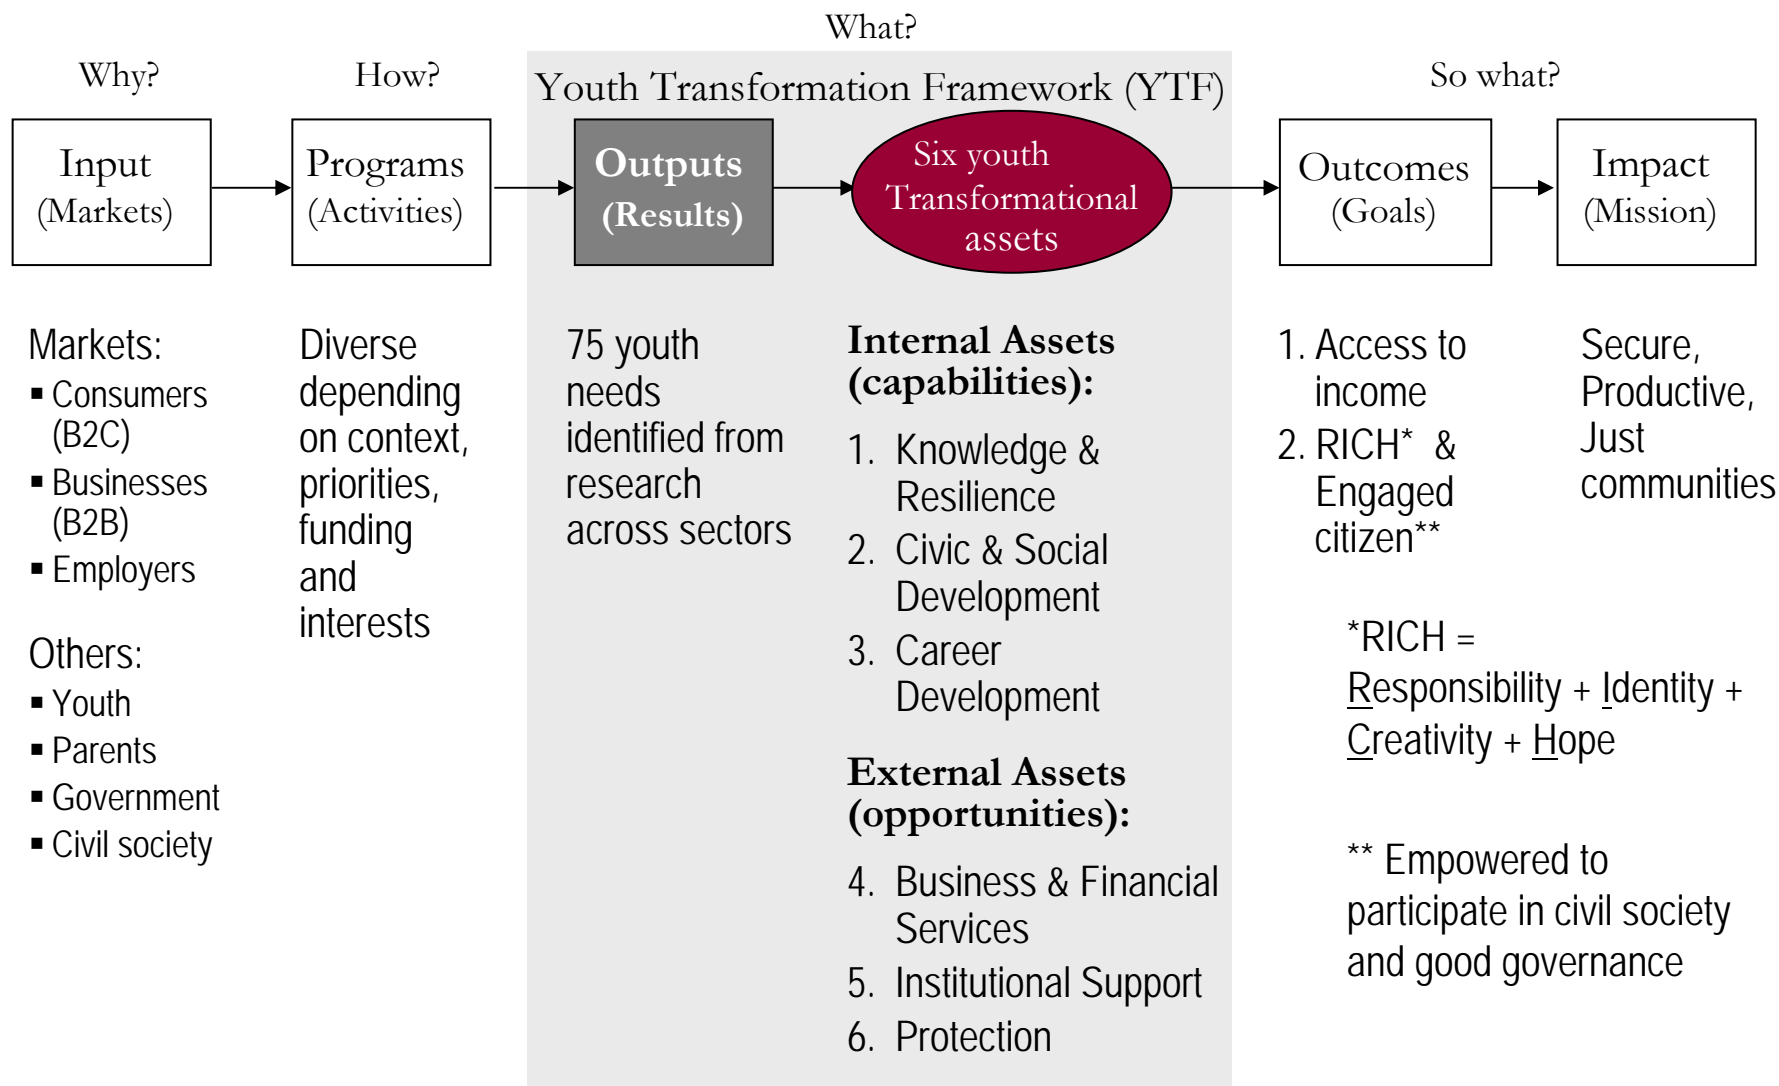 What?
Why?
How?
Youth Transformation Framework (YTF)
So what?
Input
(Markets)
Programs
(Activities)
Outputs
(Results)
Six youth
Transformational
assets
Outcomes
(Goals)
Impact
(Mission)
Markets:
▪ Consumers
(B2C)
▪ Businesses
(B2B)
▪ Employers
Others:
▪ Youth
▪ Parents
▪ Government
▪ Civil society
Diverse
depending
on context,
priorities,
funding
and
interests
75 youth
needs
identified from
research
across sectors
Internal Assets
(capabilities):
1. Knowledge &
Resilience
2. Civic & Social
Development
3. Career
Development
External Assets
(opportunities):
4. Business & Financial
Services
5. Institutional Support
6. Protection
1. Access to
income
2. RICH* &
Engaged
citizen**
*RICH =
Responsibility + Identity +
Creativity + Hope
** Empowered to
participate in civil society
and good governance
Secure,
Productive,
Just
communities